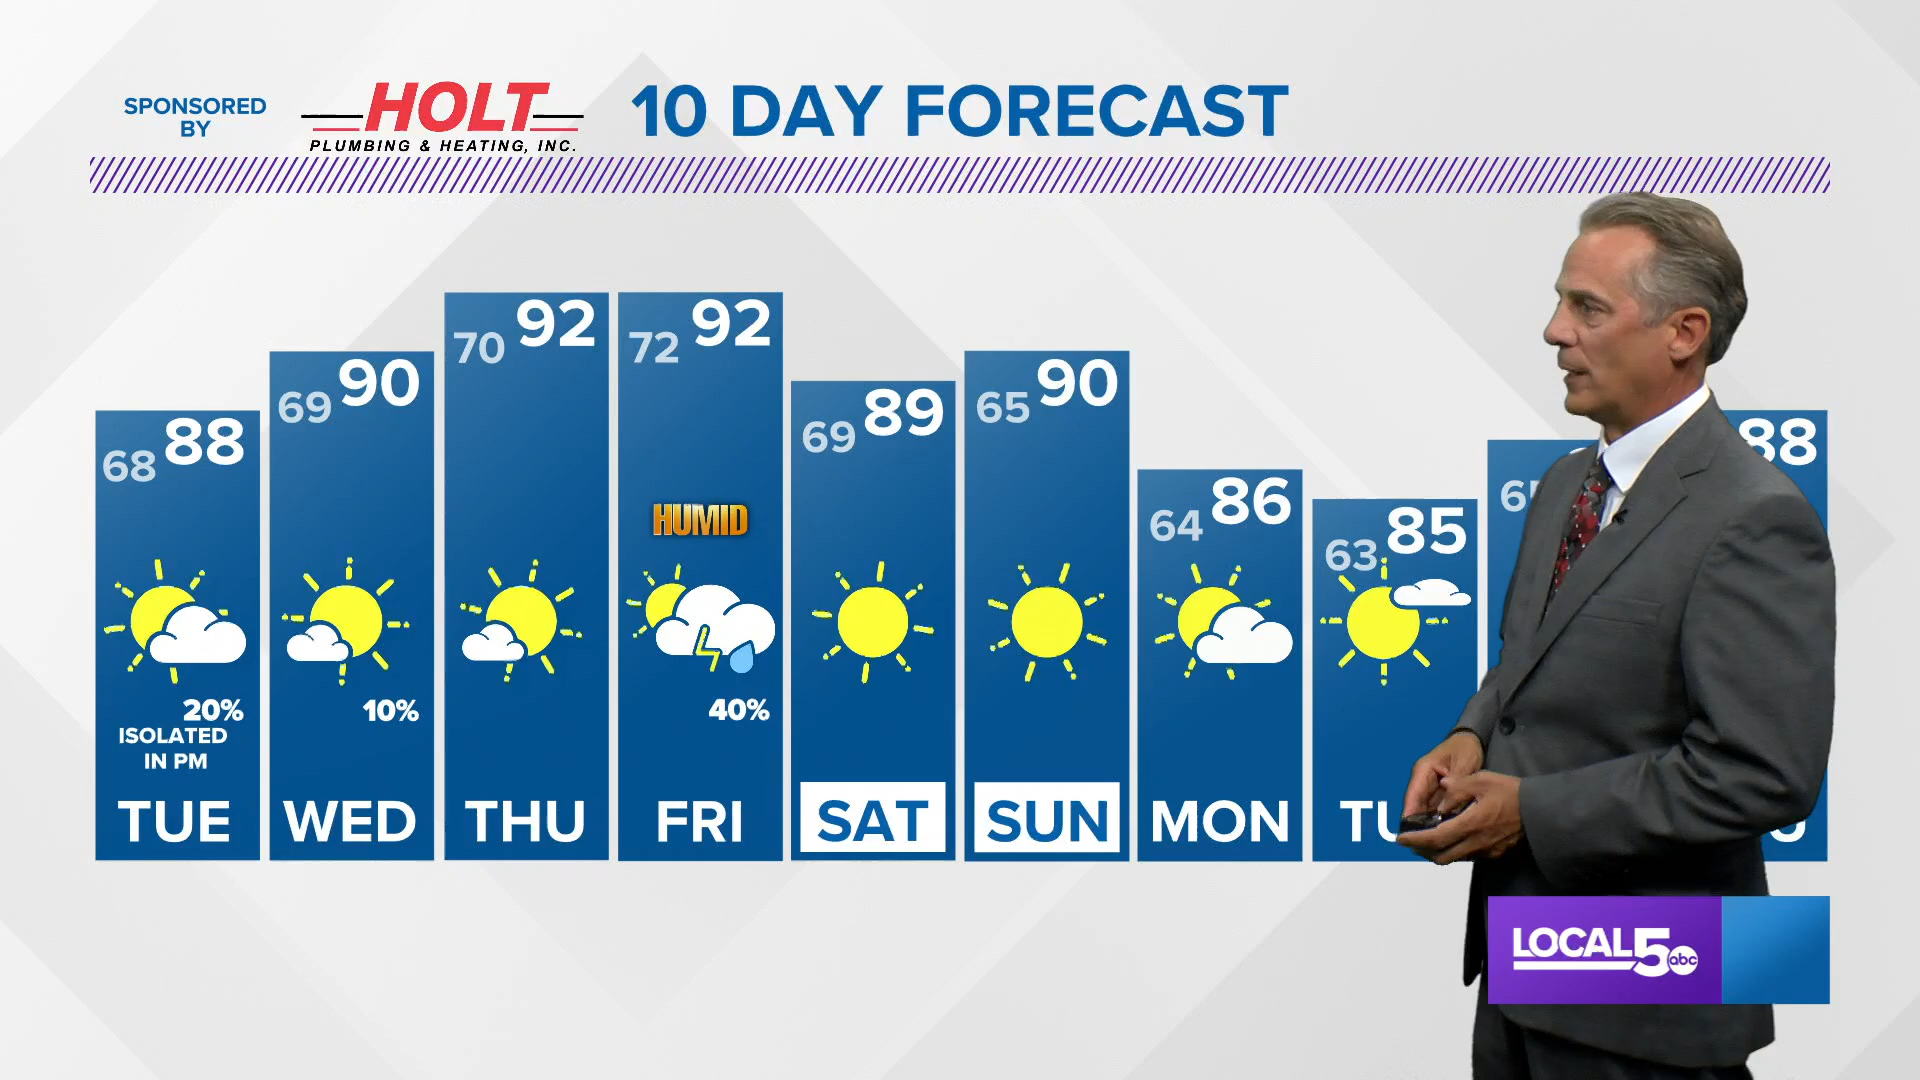 SPONSORED
BY
HOLT
PLUMBING & HEATING, INC.
10 DAY FORECAST
68 88
20%
ISOLATED
IN PM
TUE
69 90
10%
WED
70 92
THU
72 92
HUMID
40%
FRI
69 89
SAT
65 90
SUN
64 86
MON
63 85
88
LOCAL 5 abc